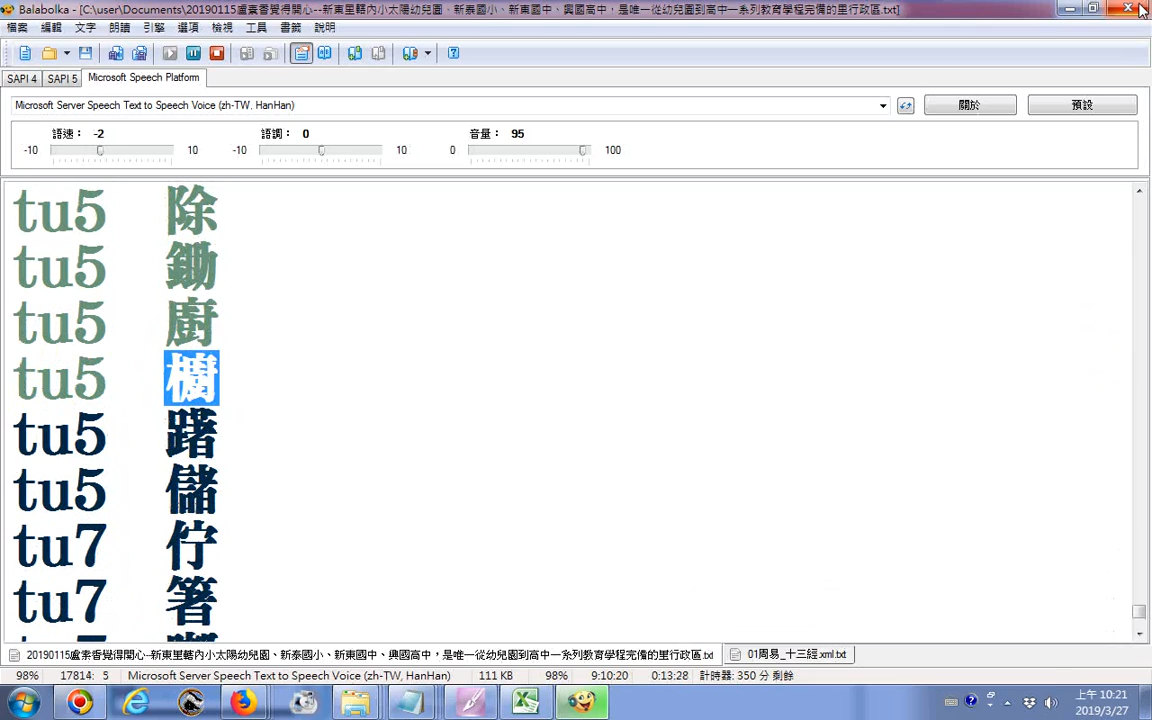 Balabolka - [C:\user\Documents\20190115盧素香覺得開心--新東里轄內小太陽幼兒園、新泰國小、新東國中、興國高中，是唯一從幼兒園到高中一系列教育學程完備的里行政區.txt]
檔案 編輯 文字 朗讀 引擎 選項 檢視 工具 書籤 說明
SAPI 4 SAPI 5 Microsoft Speech Platform
Microsoft Server Speech Text to Speech Voice (zh-TW, HanHan) 關於 預設
語速： -2 語調： 0 音量： 95
-10 10 -10 10 0 100
tu5 除
tu5 鋤
tu5 廚
tu5 櫥
tu5 躇
tu5 儲
tu7 佇
tu7 箸
20190115盧素香覺得開心--新東里轄內小太陽幼兒園、新泰國小、新東國中、興國高中，是唯一從幼兒園到高中一系列教育學程完備的里行政區.txt 01周易_十三經.xml.txt
98% 17814: 5 Microsoft Server Speech Text to Speech Voice (zh-TW, HanHan) 98% 9:10:20 0:13:28 計時器: 350 分 剩餘
上午 10:21
2019/3/27